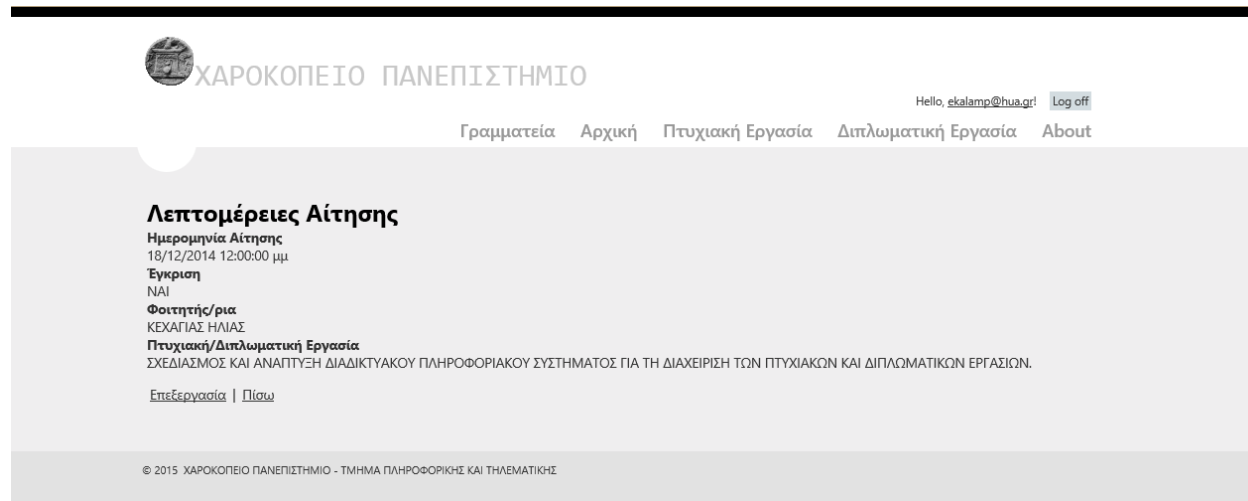 ΧΑΡΟΚΟΠΕΙΟ ΠΑΝΕΠΙΣΤΗΜΙΟ
Hello, ekalamp@hua.gr! Log off
Γραμματεία Αρχική Πτυχιακή Εργασία Διπλωματική Εργασία About
Λεπτομέρειες Αίτησης
Ημερομηνία Αίτησης
18/12/2014 12:00:00 μμ
Έγκριση
ΝΑΙ
Φοιτητής/ρια
ΚΕΧΑΓΙΑΣ ΗΛΙΑΣ
Πτυχιακή/Διπλωματική Εργασία
ΣΧΕΔΙΑΣΜΟΣ ΚΑΙ ΑΝΑΠΤΥΞΗ ΔΙΑΔΙΚΤΥΑΚΟΥ ΠΛΗΡΟΦΟΡΙΑΚΟΥ ΣΥΣΤΗΜΑΤΟΣ ΓΙΑ ΤΗ ΔΙΑΧΕΙΡΙΣΗ ΤΩΝ ΠΤΥΧΙΑΚΩΝ ΚΑΙ ΔΙΠΛΩΜΑΤΙΚΩΝ ΕΡΓΑΣΙΩΝ.
Επεξεργασία | Πίσω
© 2015 ΧΑΡΟΚΟΠΕΙΟ ΠΑΝΕΠΙΣΤΗΜΙΟ - ΤΜΗΜΑ ΠΛΗΡΟΦΟΡΙΚΗΣ ΚΑΙ ΤΗΛΕΜΑΤΙΚΗΣ